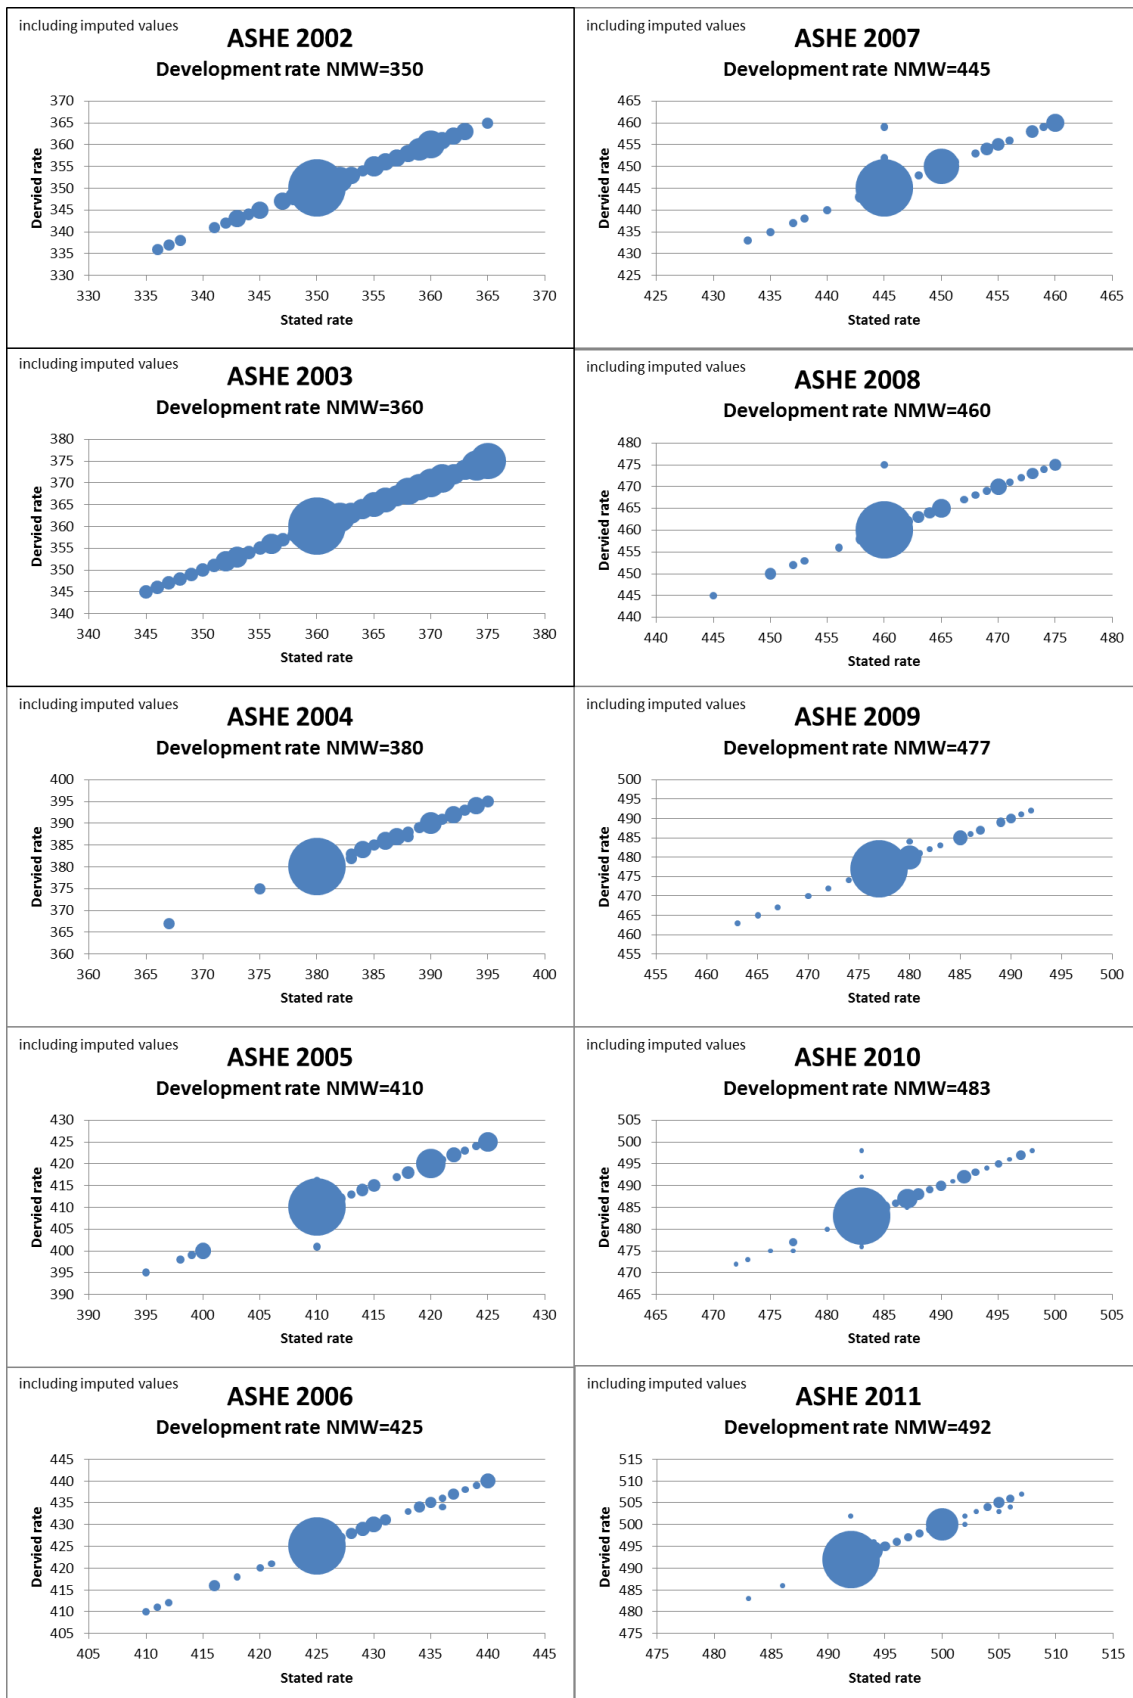 including imputed values
ASHE 2002
Development rate NMW=350
Dervied rate
370
365
360
355
350
345
340
335
330
330 335 340 345 350 355 360 365 370
Stated rate
including imputed values
ASHE 2007
Development rate NMW=445
Dervied rate
465
460
455
450
445
440
435
430
425
425 430 435 440 445 450 455 460 465
Stated rate
including imputed values
ASHE 2003
Development rate NMW=360
Dervied rate
380
375
370
365
360
355
350
345
340
340 345 350 355 360 365 370 375 380
Stated rate
including imputed values
ASHE 2008
Development rate NMW=460
Dervied rate
480
475
470
465
460
455
450
445
440
440 445 450 455 460 465 470 475 480
Stated rate
including imputed values
ASHE 2004
Development rate NMW=380
Dervied rate
400
395
390
385
380
375
370
365
360
360 365 370 375 380 385 390 395 400
Stated rate
including imputed values
ASHE 2009
Development rate NMW=477
Dervied rate
500
495
490
485
480
475
470
465
460
455
455 460 465 470 475 480 485 490 495 500
Stated rate
including imputed values
ASHE 2005
Development rate NMW=410
Dervied rate
430
425
420
415
410
405
400
395
390
390 395 400 405 410 415 420 425 430
Stated rate
including imputed values
ASHE 2010
Development rate NMW=483
Dervied rate
505
500
495
490
485
480
475
470
465
465 470 475 480 485 490 495 500 505
Stated rate
including imputed values
ASHE 2006
Development rate NMW=425
Dervied rate
445
440
435
430
425
420
415
410
405
405 410 415 420 425 430 435 440 445
Stated rate
including imputed values
ASHE 2011
Development rate NMW=492
Dervied rate
515
510
505
500
495
490
485
480
475
475 480 485 490 495 500 505 510 515
Stated rate